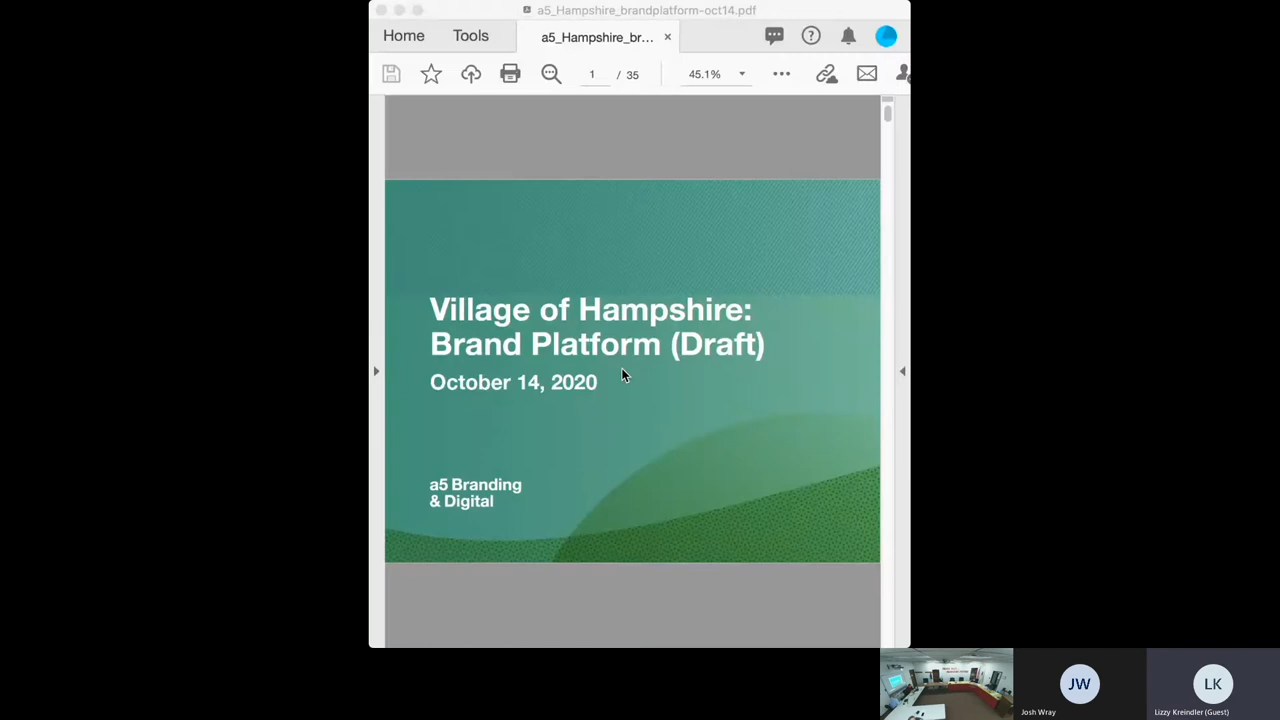 a5_Hampshire_brandplatform-oct14.pdf
Home
Tools
a5_Hampshire_br...
1 / 35
45.1%
Village of Hampshire:
Brand Platform (Draft)
October 14, 2020
a5 Branding
& Digital
JW
LK
Josh Wray
Lizzy Kreindler (Guest)